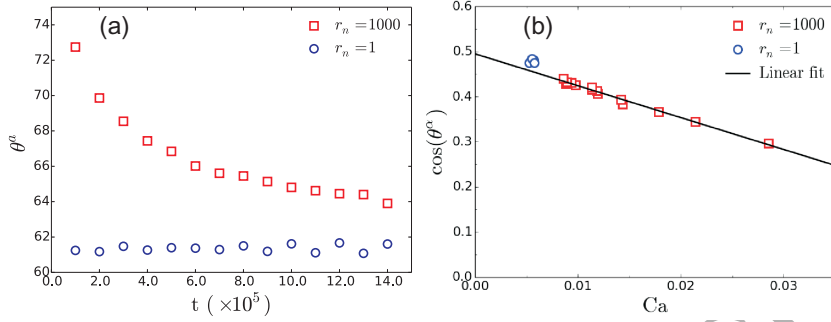 (a)
r_n = 1000
r_n = 1
74
72
70
68
66
64
62
60
θ^a
0.0 2.0 4.0 6.0 8.0 10.0 12.0 14.0
t ( ×10^5)
(b)
r_n = 1000
r_n = 1
Linear fit
0.6
0.5
0.4
0.3
0.2
0.1
0.0
cos(θ^α)
0.00 0.01 0.02 0.03
Ca